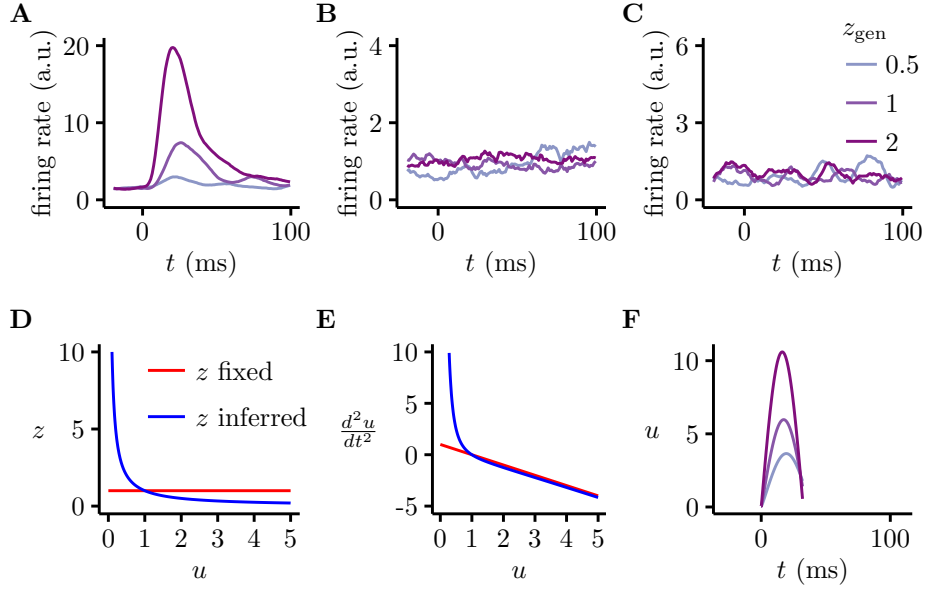 A
firing rate (a.u.)
20
10
0
0
100
t (ms)
B
firing rate (a.u.)
4
2
0
0
100
t (ms)
C
firing rate (a.u.)
6
3
0
0
100
t (ms)
z_gen
0.5
1
2
D
z
10
5
0
0 1 2 3 4 5
u
z fixed
z inferred
E
d²u
dt²
10
5
0
-5
0 1 2 3 4 5
u
F
u
10
5
0
0
100
t (ms)